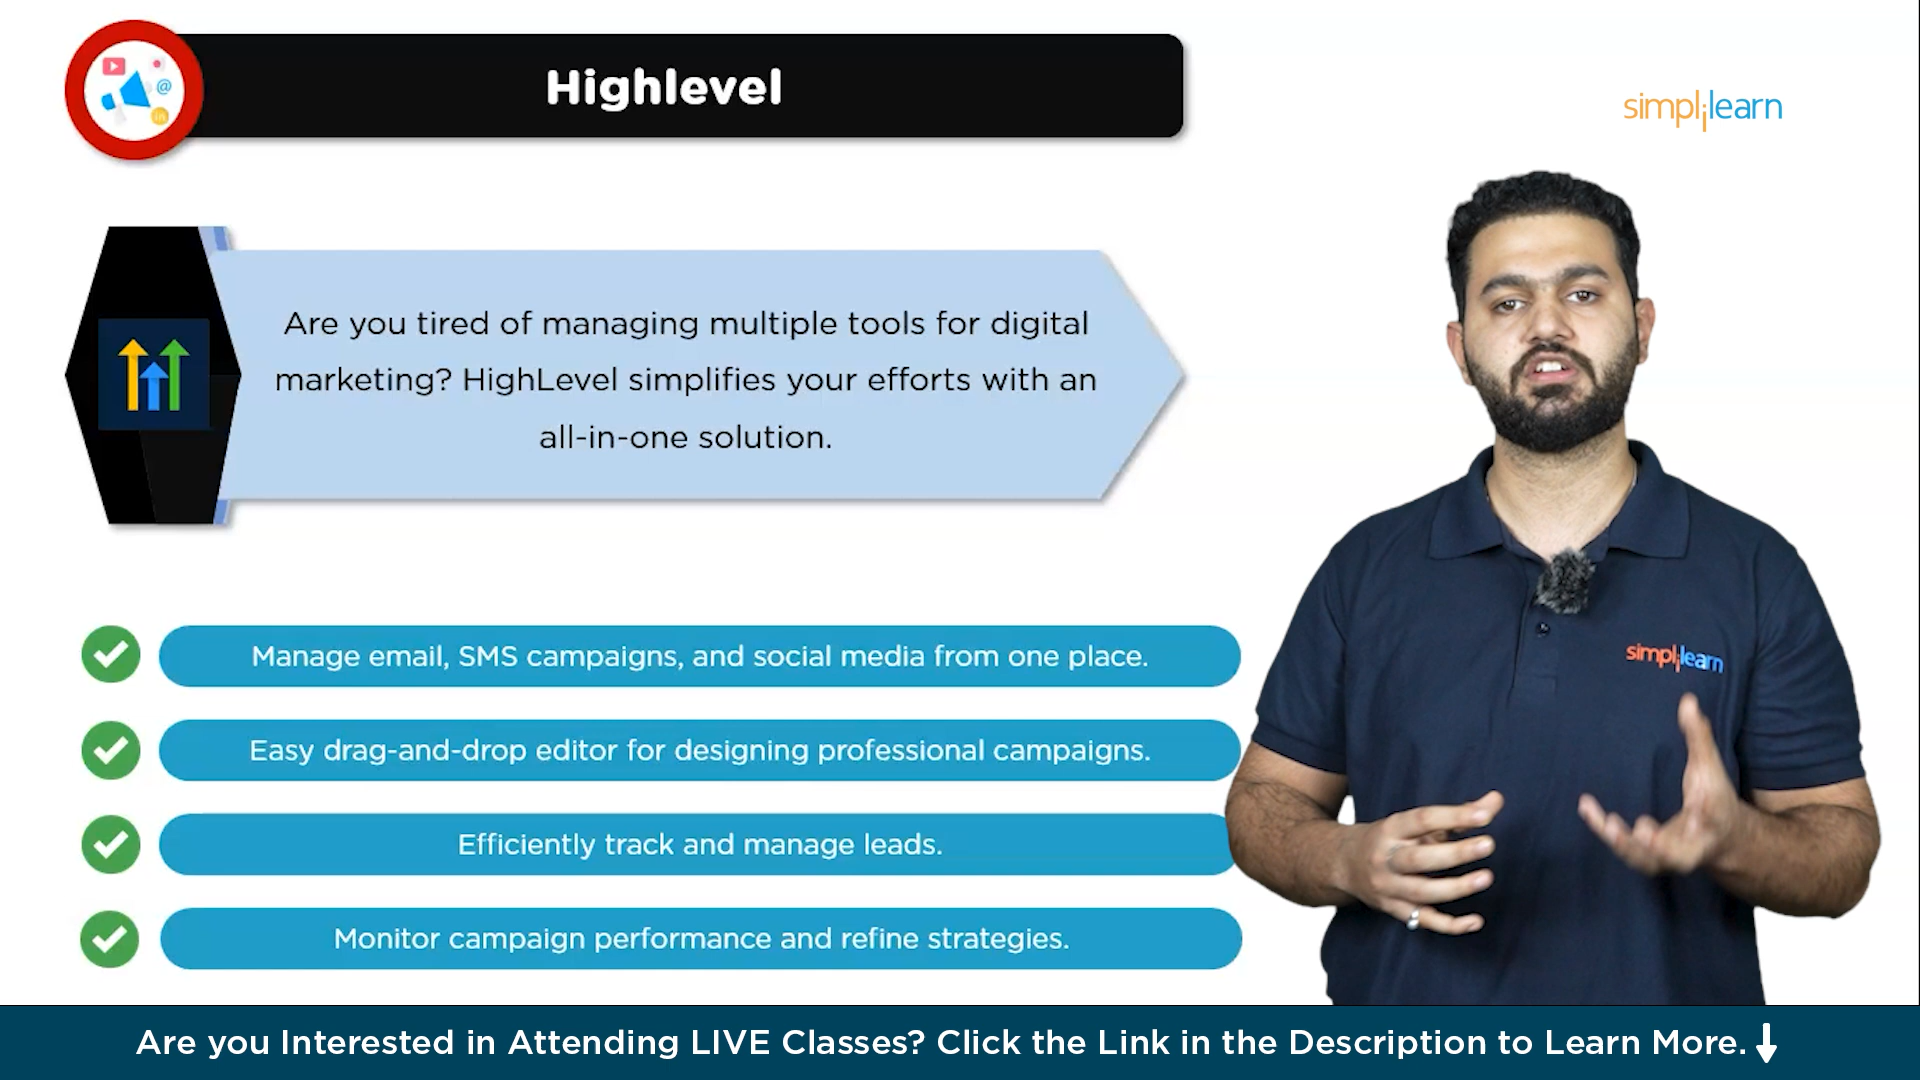 Highlevel
simplilearn
Are you tired of managing multiple tools for digital
marketing? HighLevel simplifies your efforts with an
all-in-one solution.
Manage email, SMS campaigns, and social media from one place.
Easy drag-and-drop editor for designing professional campaigns.
Efficiently track and manage leads.
Monitor campaign performance and refine strategies.
simplilearn
Are you Interested in Attending LIVE Classes? Click the Link in the Description to Learn More.